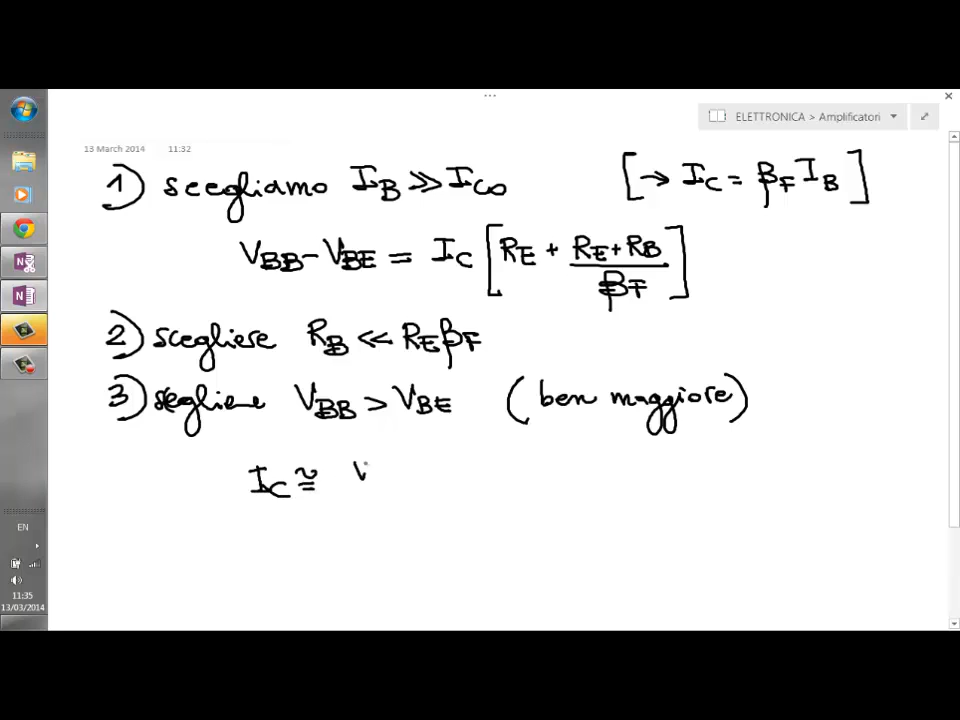 ELETTRONICA > Amplificatori
13 March 2014 11:32
1) scegliamo I_B >> I_CO [→ I_C = β_F I_B]
V_BB - V_BE = I_C [R_E + (R_E + R_B)/β_F]
2) scegliere R_B << R_E β_F
3) scegliere V_BB > V_BE (ben maggiore)
I_C ≅ V
EN
11:35
13/03/2014